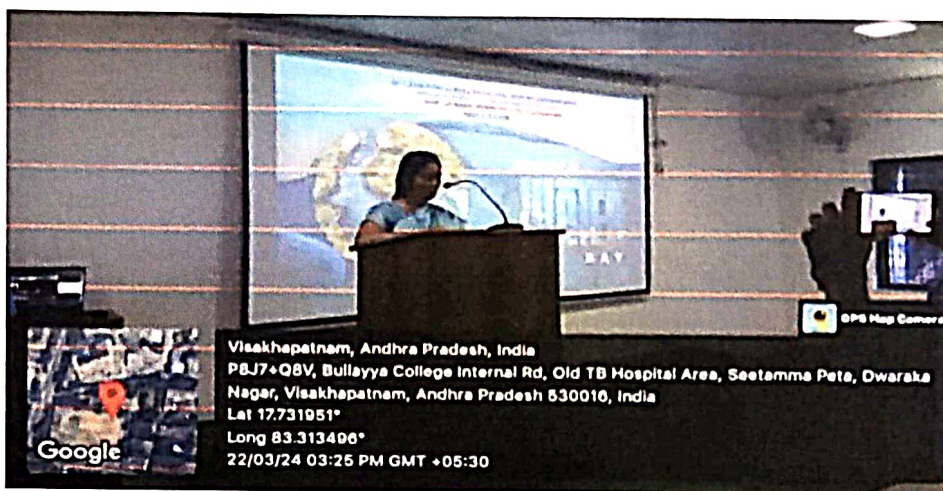 DAY
GPS Map Camera
Visakhapatnam, Andhra Pradesh, India
P8J7+Q8V, Bullayya College Internal Rd, Old TB Hospital Area, Seetamma Peta, Dwaraka
Nagar, Visakhapatnam, Andhra Pradesh 530016, India
Lat 17.731951°
Long 83.313496°
22/03/24 03:25 PM GMT +05:30
Google